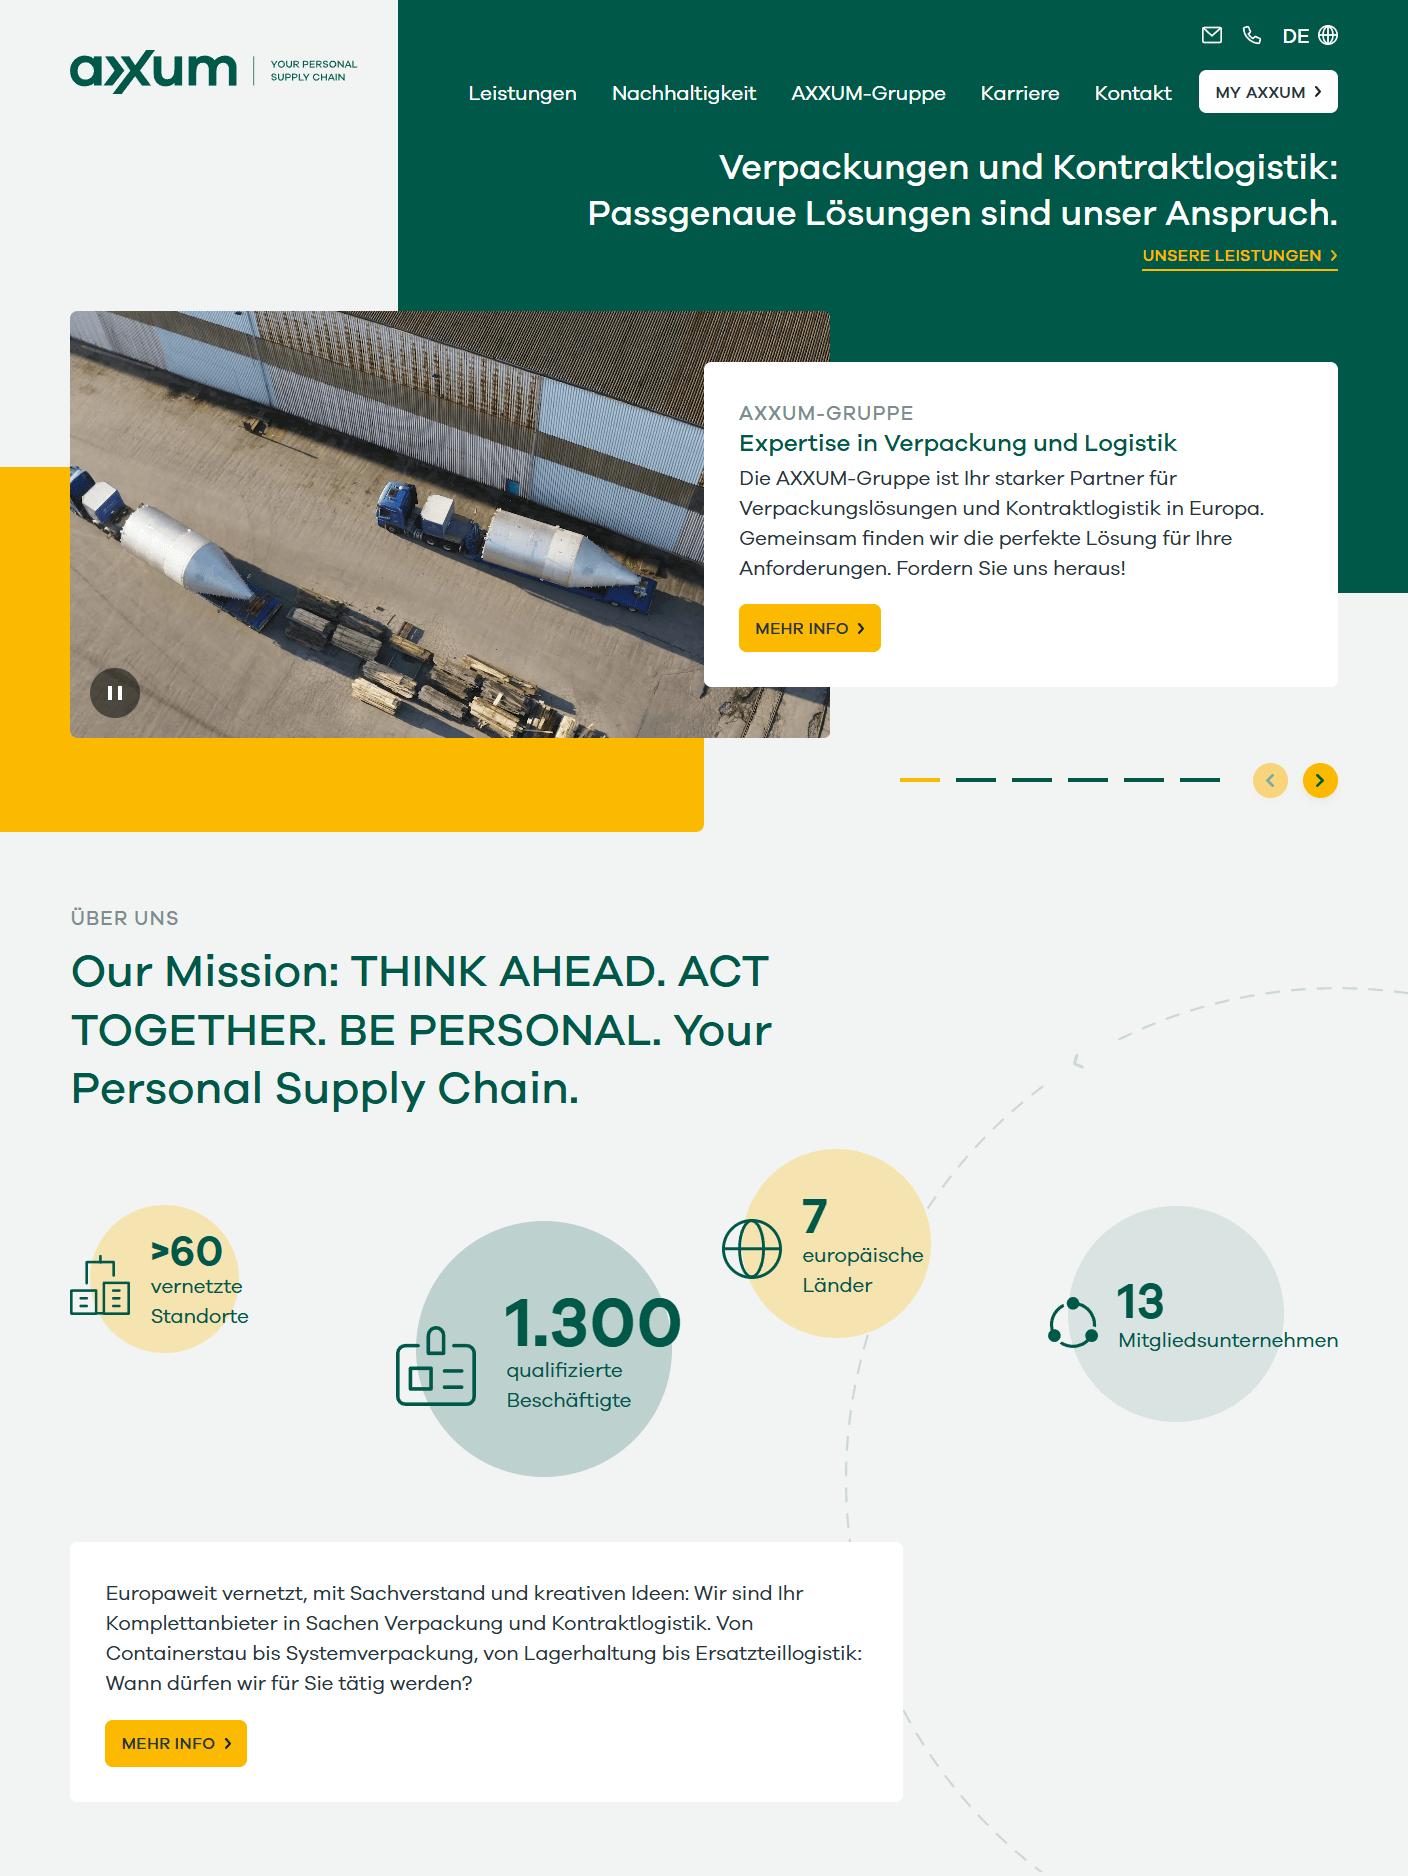 axxum
YOUR PERSONAL
SUPPLY CHAIN
DE
Leistungen
Nachhaltigkeit
AXXUM-Gruppe
Karriere
Kontakt
MY AXXUM
Verpackungen und Kontraktlogistik:
Passgenaue Lösungen sind unser Anspruch.
UNSERE LEISTUNGEN
AXXUM-GRUPPE
Expertise in Verpackung und Logistik
Die AXXUM-Gruppe ist Ihr starker Partner für
Verpackungslösungen und Kontraktlogistik in Europa.
Gemeinsam finden wir die perfekte Lösung für Ihre
Anforderungen. Fordern Sie uns heraus!
MEHR INFO
ÜBER UNS
Our Mission: THINK AHEAD. ACT
TOGETHER. BE PERSONAL. Your
Personal Supply Chain.
>60
vernetzte
Standorte
1.300
qualifizierte
Beschäftigte
7
europäische
Länder
13
Mitgliedsunternehmen
Europaweit vernetzt, mit Sachverstand und kreativen Ideen: Wir sind Ihr
Komplettanbieter in Sachen Verpackung und Kontraktlogistik. Von
Containerstau bis Systemverpackung, von Lagerhaltung bis Ersatzteillogistik:
Wann dürfen wir für Sie tätig werden?
MEHR INFO